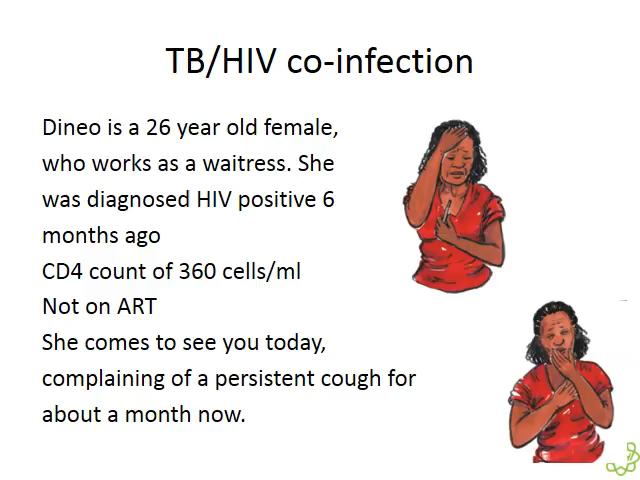 TB/HIV co-infection
Dineo is a 26 year old female,
who works as a waitress. She
was diagnosed HIV positive 6
months ago
CD4 count of 360 cells/ml
Not on ART
She comes to see you today,
complaining of a persistent cough for
about a month now.